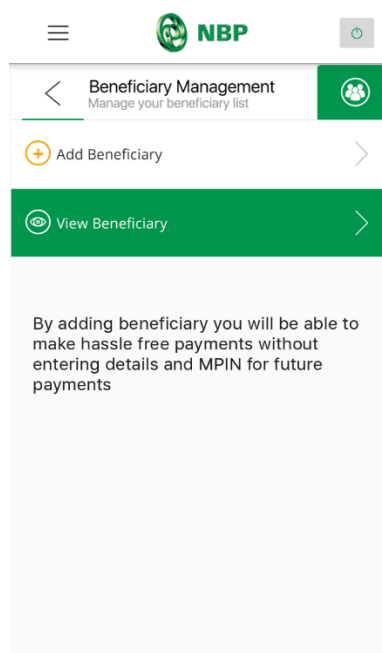 NBP
Beneficiary Management
Manage your beneficiary list
Add Beneficiary
View Beneficiary
By adding beneficiary you will be able to
make hassle free payments without
entering details and MPIN for future
payments